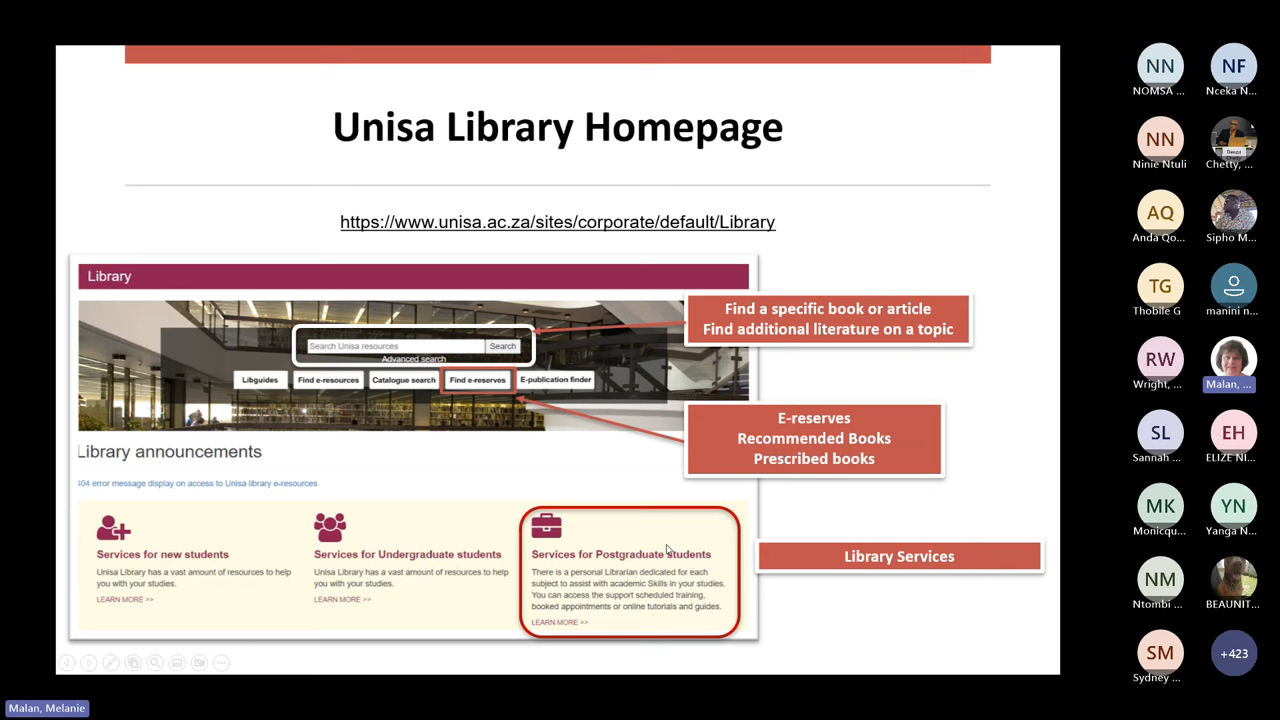 Unisa Library Homepage
https://www.unisa.ac.za/sites/corporate/default/Library
Library
Search Unisa resources
Search
Advanced search
Libguides
Find e-resources
Catalogue search
Find e-reserves
E-publication finder
Find a specific book or article
Find additional literature on a topic
E-reserves
Recommended Books
Prescribed books
Library announcements
404 error message display on access to Unisa library e-resources
Services for new students
Unisa Library has a vast amount of resources to help
you with your studies.
LEARN MORE >>
Services for Undergraduate students
Unisa Library has a vast amount of resources to help
you with your studies.
LEARN MORE >>
Services for Postgraduate students
There is a personal Librarian dedicated for each
subject to assist with academic Skills in your studies.
You can access the support scheduled training,
booked appointments or online tutorials and guides.
LEARN MORE >>
Library Services
NN
NOMSA ...
NF
Nceka N...
NN
Ninie Ntuli
Chetty, ...
AQ
Anda Qo...
Sipho M...
TG
Thobile G
manini n...
RW
Wright, ...
Malan, ...
SL
Sannah ...
EH
ELIZE NI...
MK
Monicqu...
YN
Yanga N...
NM
Ntombi ...
BEAUNIT...
SM
Sydney ...
+423
Malan, Melanie